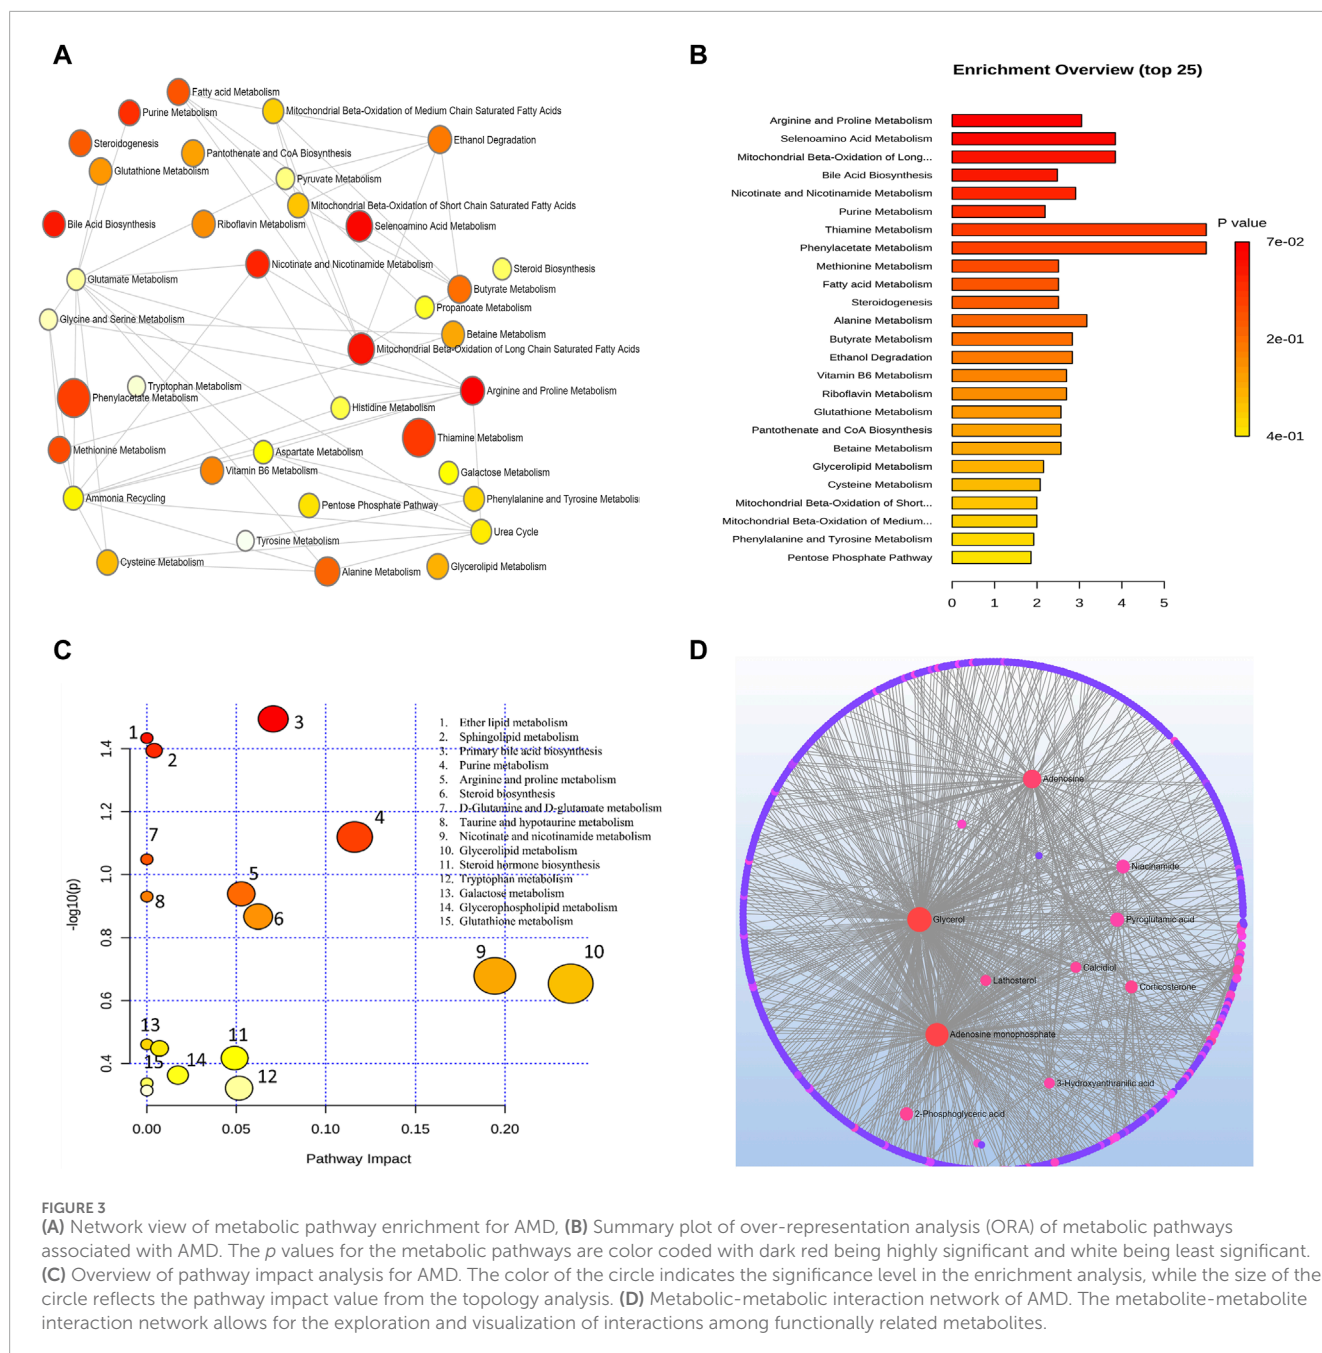 A
Fatty acid Metabolism
Mitochondrial Beta-Oxidation of Medium Chain Saturated Fatty Acids
Purine Metabolism
Ethanol Degradation
Steroidogenesis
Pantothenate and CoA Biosynthesis
Glutathione Metabolism
Pyruvate Metabolism
Mitochondrial Beta-Oxidation of Short Chain Saturated Fatty Acids
Bile Acid Biosynthesis
Riboflavin Metabolism
Selenoamino Acid Metabolism
Nicotinate and Nicotinamide Metabolism
Steroid Biosynthesis
Glutamate Metabolism
Butyrate Metabolism
Propanoate Metabolism
Glycine and Serine Metabolism
Betaine Metabolism
Mitochondrial Beta-Oxidation of Long Chain Saturated Fatty Acids
Tryptophan Metabolism
Arginine and Proline Metabolism
Phenylacetate Metabolism
Histidine Metabolism
Thiamine Metabolism
Methionine Metabolism
Aspartate Metabolism
Vitamin B6 Metabolism
Galactose Metabolism
Ammonia Recycling
Phenylalanine and Tyrosine Metabolis
Pentose Phosphate Pathway
Urea Cycle
Tyrosine Metabolism
Cysteine Metabolism
Alanine Metabolism
Glycerolipid Metabolism
B
Enrichment Overview (top 25)
Arginine and Proline Metabolism
Selenoamino Acid Metabolism
Mitochondrial Beta-Oxidation of Long...
Bile Acid Biosynthesis
Nicotinate and Nicotinamide Metabolism
Purine Metabolism
Thiamine Metabolism
Phenylacetate Metabolism
Methionine Metabolism
Fatty acid Metabolism
Steroidogenesis
Alanine Metabolism
Butyrate Metabolism
Ethanol Degradation
Vitamin B6 Metabolism
Riboflavin Metabolism
Glutathione Metabolism
Pantothenate and CoA Biosynthesis
Betaine Metabolism
Glycerolipid Metabolism
Cysteine Metabolism
Mitochondrial Beta-Oxidation of Short...
Mitochondrial Beta-Oxidation of Medium...
Phenylalanine and Tyrosine Metabolism
Pentose Phosphate Pathway
0 1 2 3 4 5
P value
7e-02
2e-01
4e-01
C
-log10(p)
1.4
1.2
1.0
0.8
0.6
0.4
1
2
3
4
5
6
7
8
9
10
11
12
13
14
15
0.00 0.05 0.10 0.15 0.20
Pathway Impact
1. Ether lipid metabolism
2. Sphingolipid metabolism
3. Primary bile acid biosynthesis
4. Purine metabolism
5. Arginine and proline metabolism
6. Steroid biosynthesis
7. D-Glutamine and D-glutamate metabolism
8. Taurine and hypotaurine metabolism
9. Nicotinate and nicotinamide metabolism
10. Glycerolipid metabolism
11. Steroid hormone biosynthesis
12. Tryptophan metabolism
13. Galactose metabolism
14. Glycerophospholipid metabolism
15. Glutathione metabolism
D
Adenosine
Niacinamide
Glycerol
Pyroglutamic acid
Calcidiol
Lathosterol
Corticosterone
Adenosine monophosphate
3-Hydroxyanthranilic acid
2-Phosphoglyceric acid
FIGURE 3
(A) Network view of metabolic pathway enrichment for AMD, (B) Summary plot of over-representation analysis (ORA) of metabolic pathways
associated with AMD. The p values for the metabolic pathways are color coded with dark red being highly significant and white being least significant.
(C) Overview of pathway impact analysis for AMD. The color of the circle indicates the significance level in the enrichment analysis, while the size of the
circle reflects the pathway impact value from the topology analysis. (D) Metabolic-metabolic interaction network of AMD. The metabolite-metabolite
interaction network allows for the exploration and visualization of interactions among functionally related metabolites.